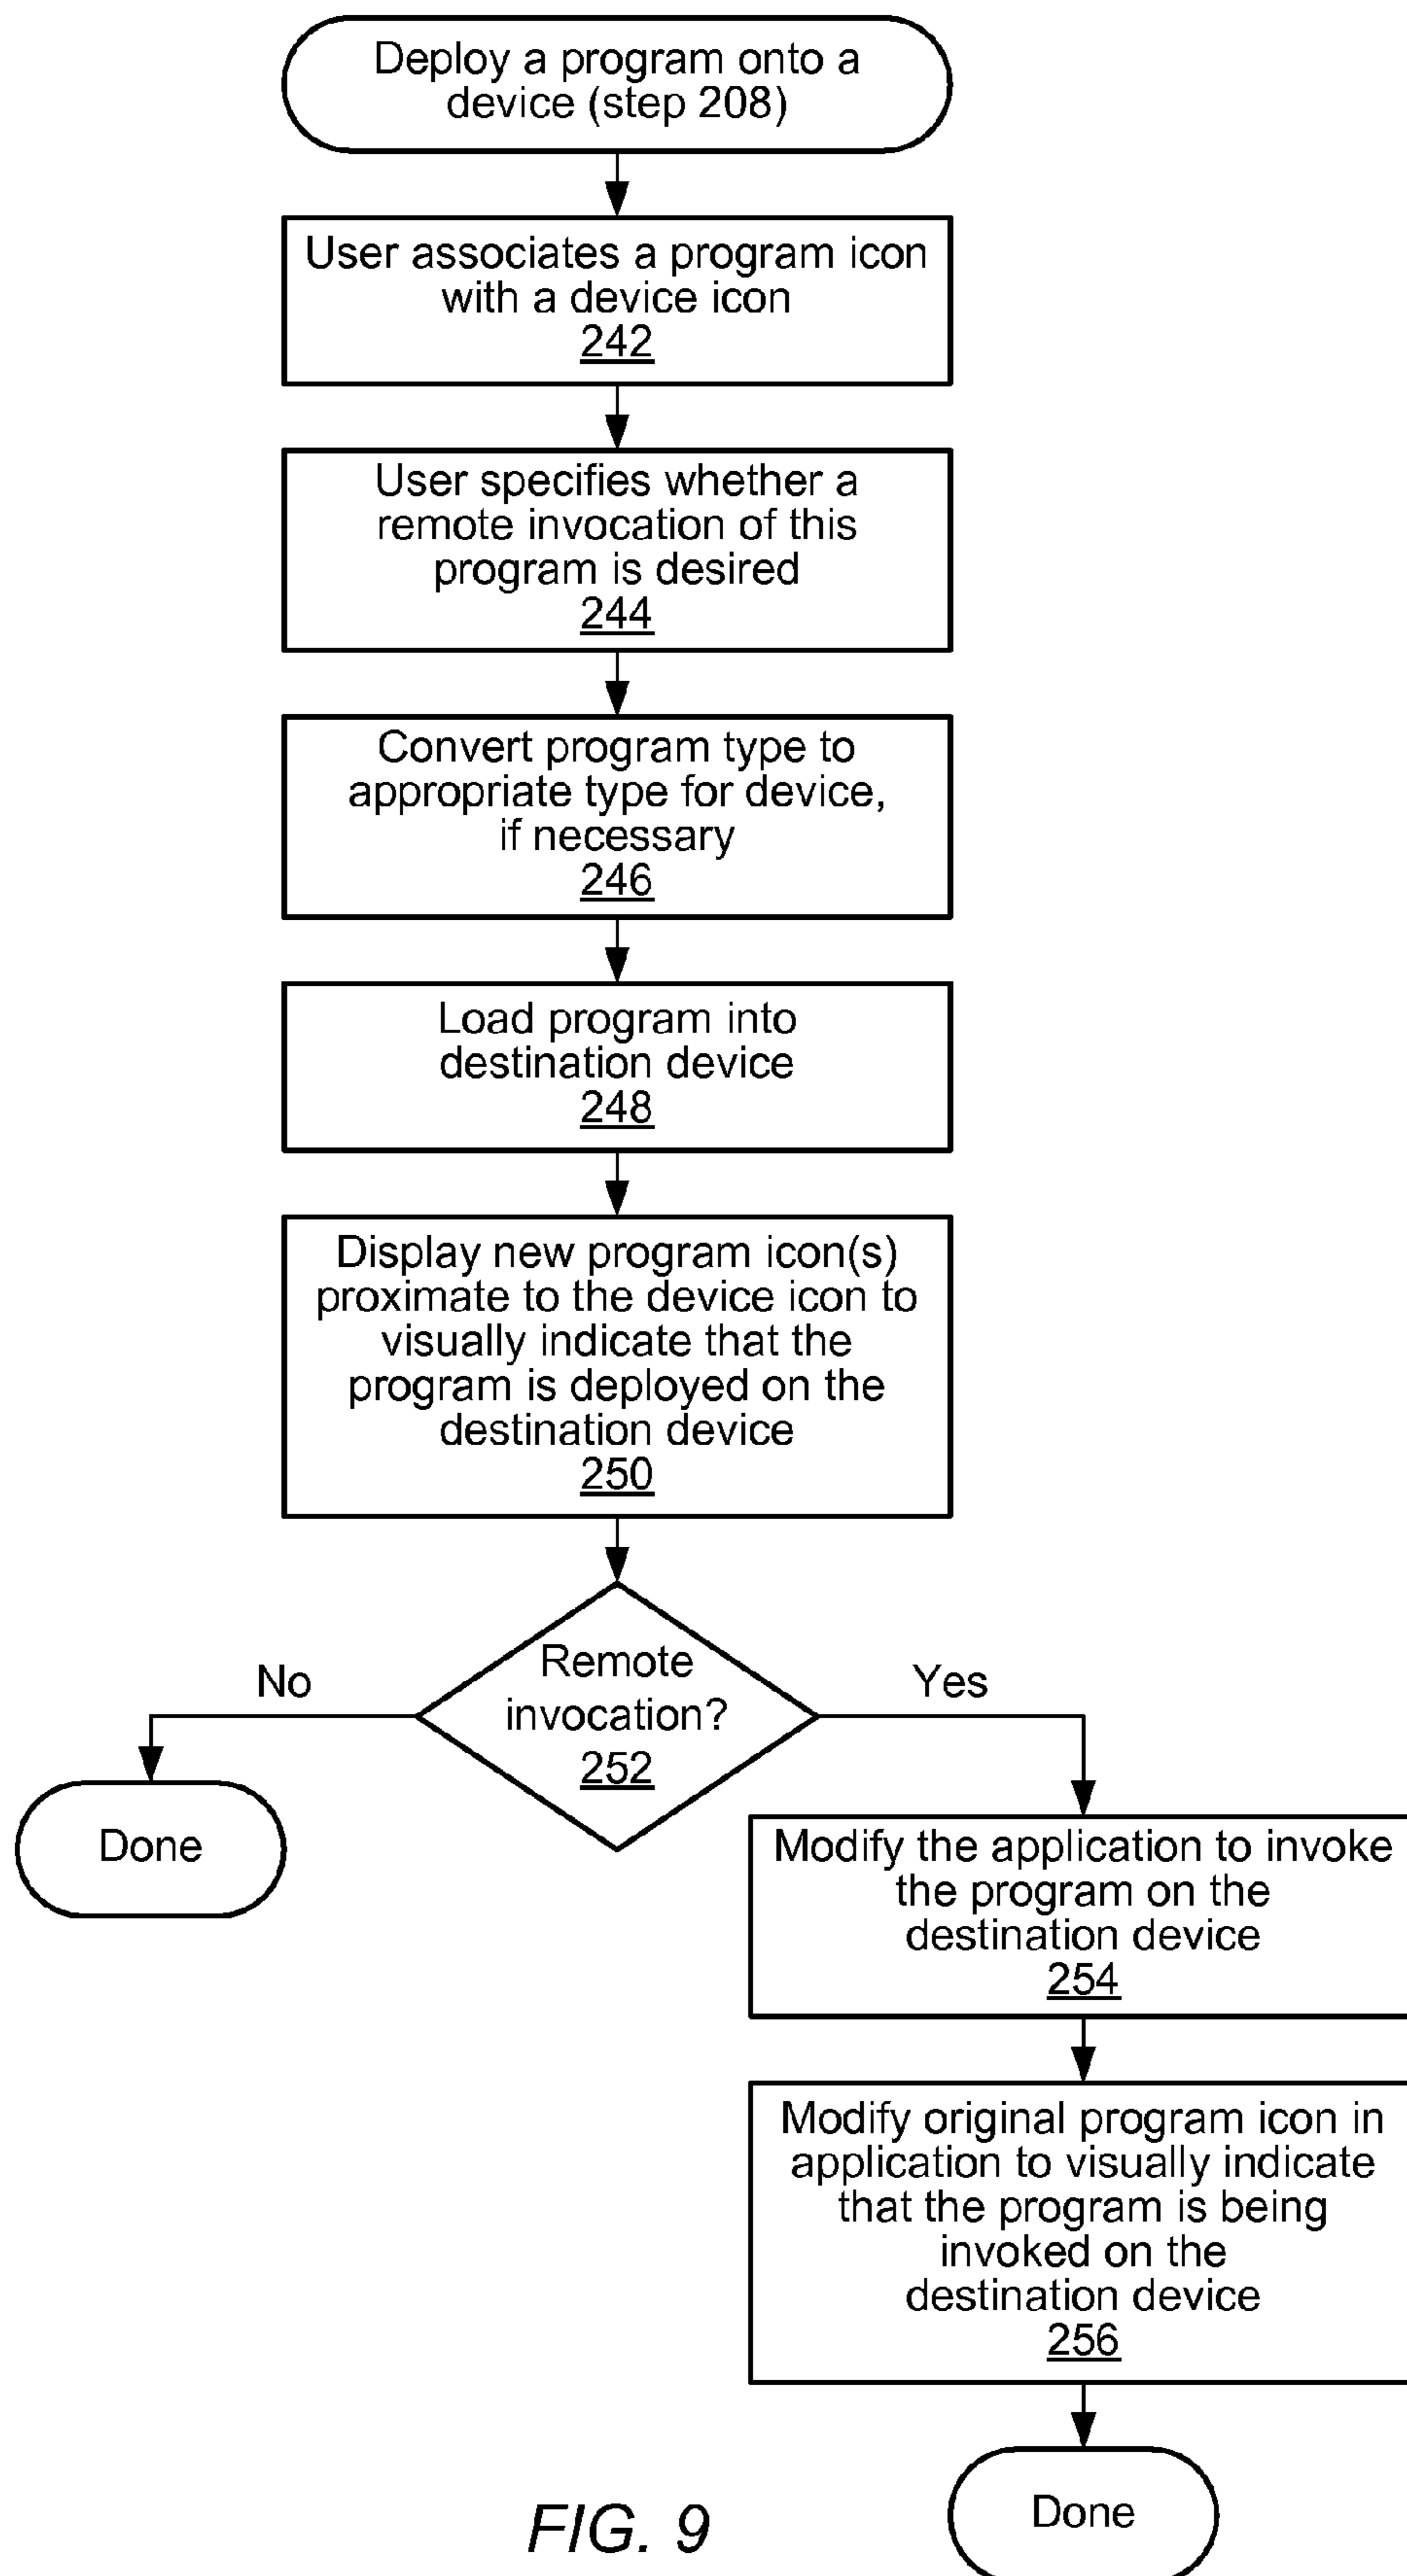 Deploy a program onto a
device (step 208)
User associates a program icon
with a device icon
242
User specifies whether a
remote invocation of this
program is desired
244
Convert program type to
appropriate type for device,
if necessary
246
Load program into
destination device
248
Display new program icon(s)
proximate to the device icon to
visually indicate that the
program is deployed on the
destination device
250
Remote
invocation?
252
No
Yes
Done
Modify the application to invoke
the program on the
destination device
254
Modify original program icon in
application to visually indicate
that the program is being
invoked on the
destination device
256
Done
FIG. 9